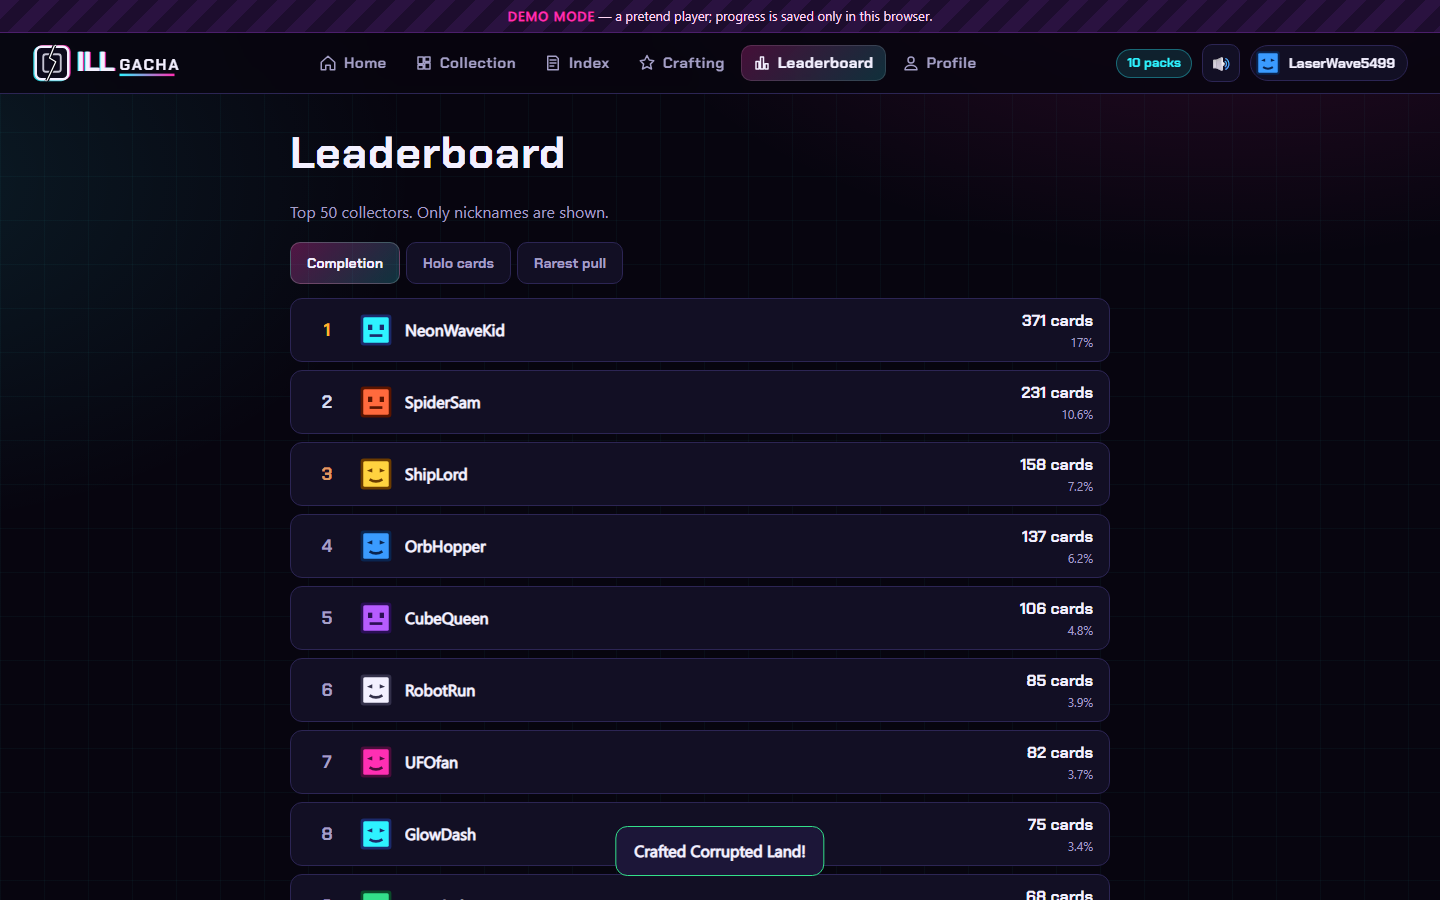 DEMO MODE — a pretend player; progress is saved only in this browser.
ILL GACHA
Home
Collection
Index
Crafting
Leaderboard
Profile
10 packs
LaserWave5499
Leaderboard
Top 50 collectors. Only nicknames are shown.
Completion
Holo cards
Rarest pull
1 NeonWaveKid 371 cards
17%
2 SpiderSam 231 cards
10.6%
3 ShipLord 158 cards
7.2%
4 OrbHopper 137 cards
6.2%
5 CubeQueen 106 cards
4.8%
6 RobotRun 85 cards
3.9%
7 UFOfan 82 cards
3.7%
8 GlowDash 75 cards
3.4%
Crafted Corrupted Land!
68 cards